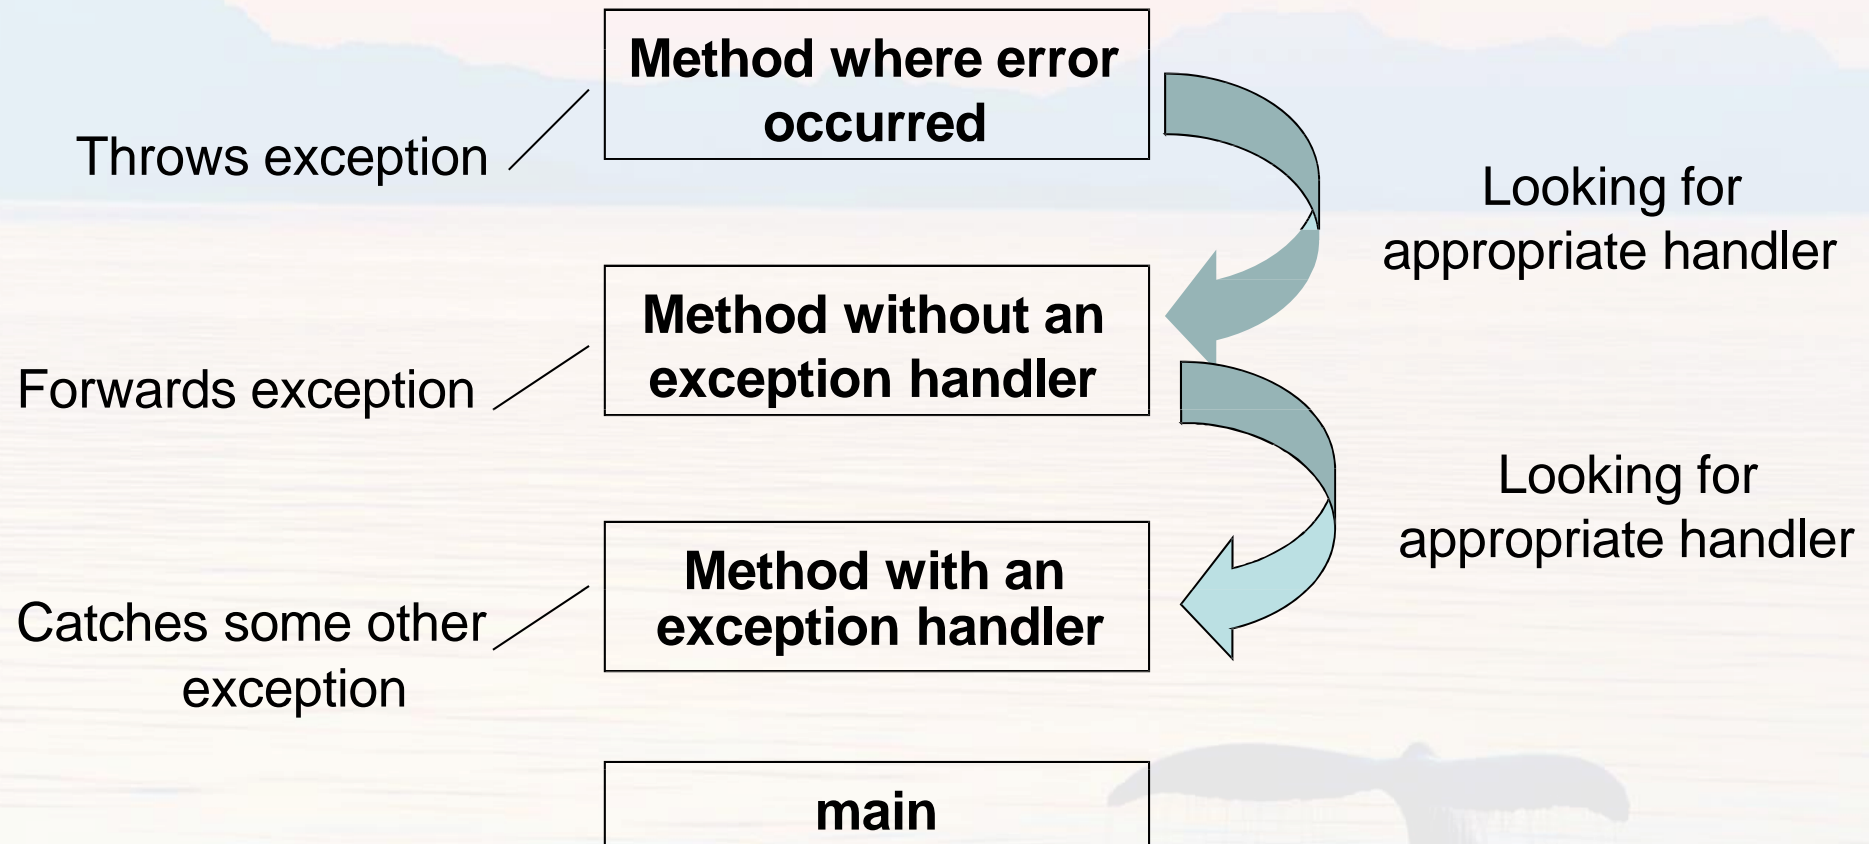 Method where error
occurred
Throws exception
Looking for
appropriate handler
Method without an
exception handler
Forwards exception
Looking for
appropriate handler
Method with an
exception handler
Catches some other
exception
main